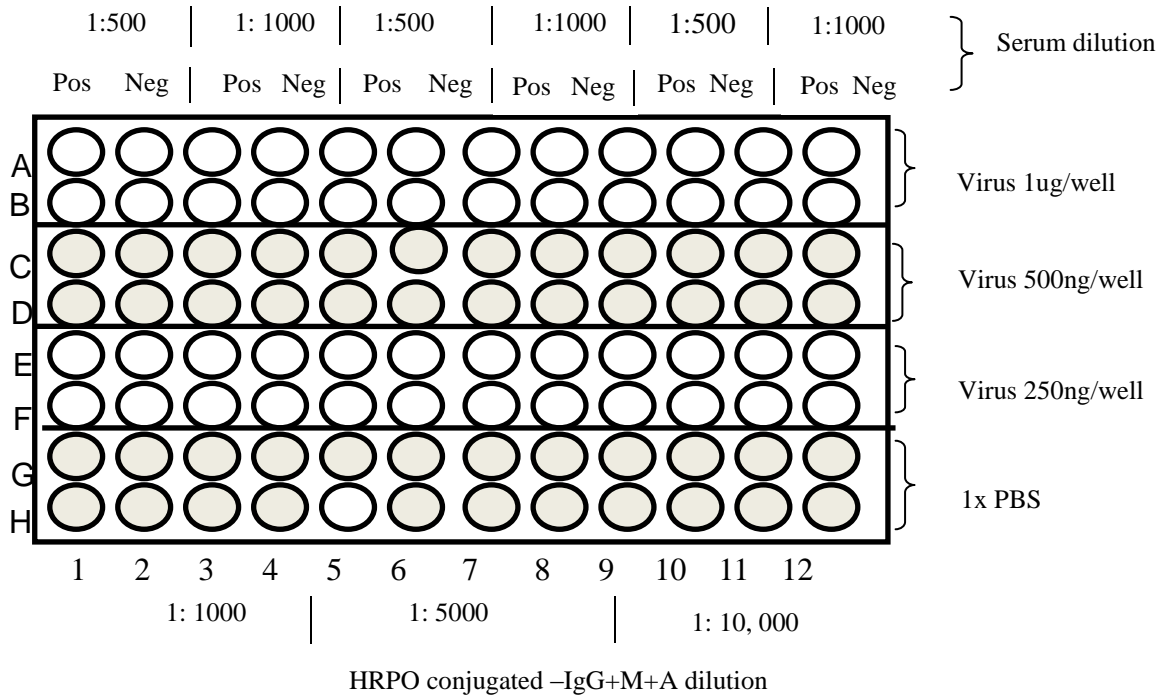 1:500 1: 1000 1:500 1:1000 1:500 1:1000
Serum dilution
Pos Neg Pos Neg Pos Neg Pos Neg Pos Neg Pos Neg
A
Virus 1ug/well
B
C
Virus 500ng/well
D
E
Virus 250ng/well
F
G
1x PBS
H
1 2 3 4 5 6 7 8 9 10 11 12
1: 1000 1: 5000 1: 10, 000
HRPO conjugated –IgG+M+A dilution